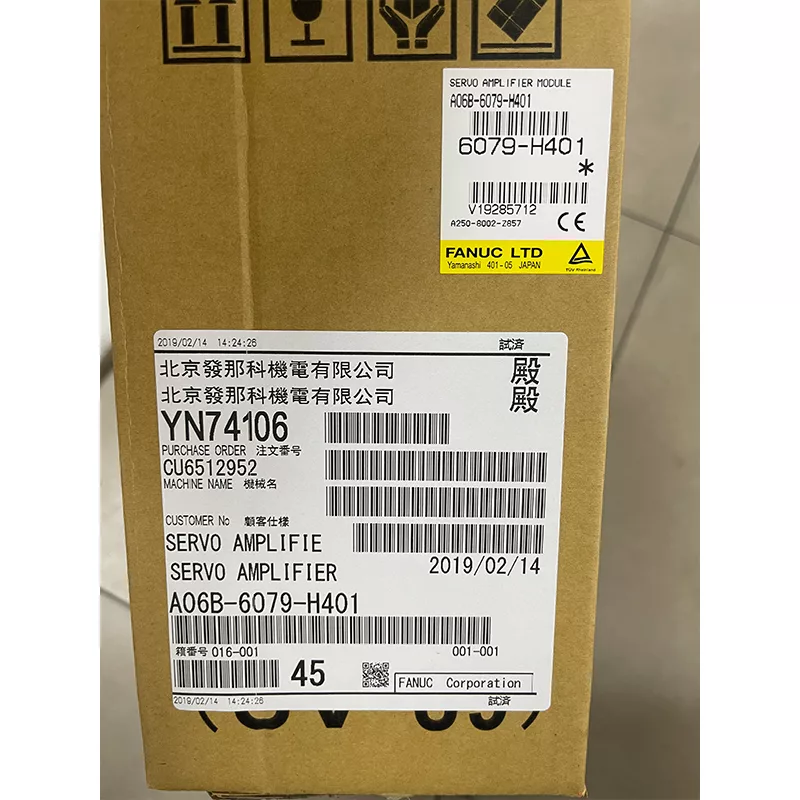 SERVO AMPLIFIER MODULE
A06B-6079-H401
6079-H401
*
V19285712
A250-8002-Z657
CE
FANUC LTD
Yamanashi 401-05 JAPAN
TÜV Rheinland
2019/02/14 14:24:26 試済
北京發那科機電有限公司 殿
北京發那科機電有限公司 殿
YN74106
PURCHASE ORDER 注文番号
CU6512952
MACHINE NAME 機械名
CUSTOMER No 顧客仕様
SERVO AMPLIFIE
2019/02/14
SERVO AMPLIFIER
A06B-6079-H401
箱番号 016-001 001-001
45
FANUC Corporation
2019/02/14 14:24:26 試済